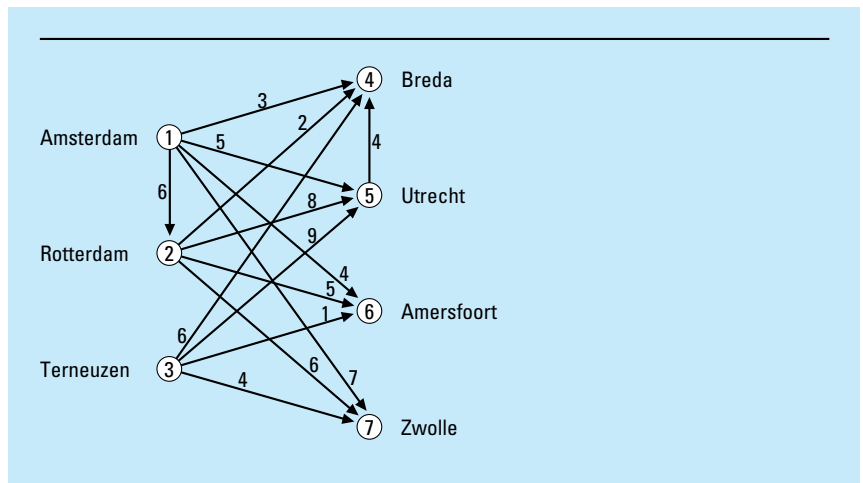 4 Breda
3
2
Amsterdam 1
5
4
6
5 Utrecht
8
9
Rotterdam 2
4
5
1
6 Amersfoort
6
Terneuzen 3
4
6
7
7 Zwolle